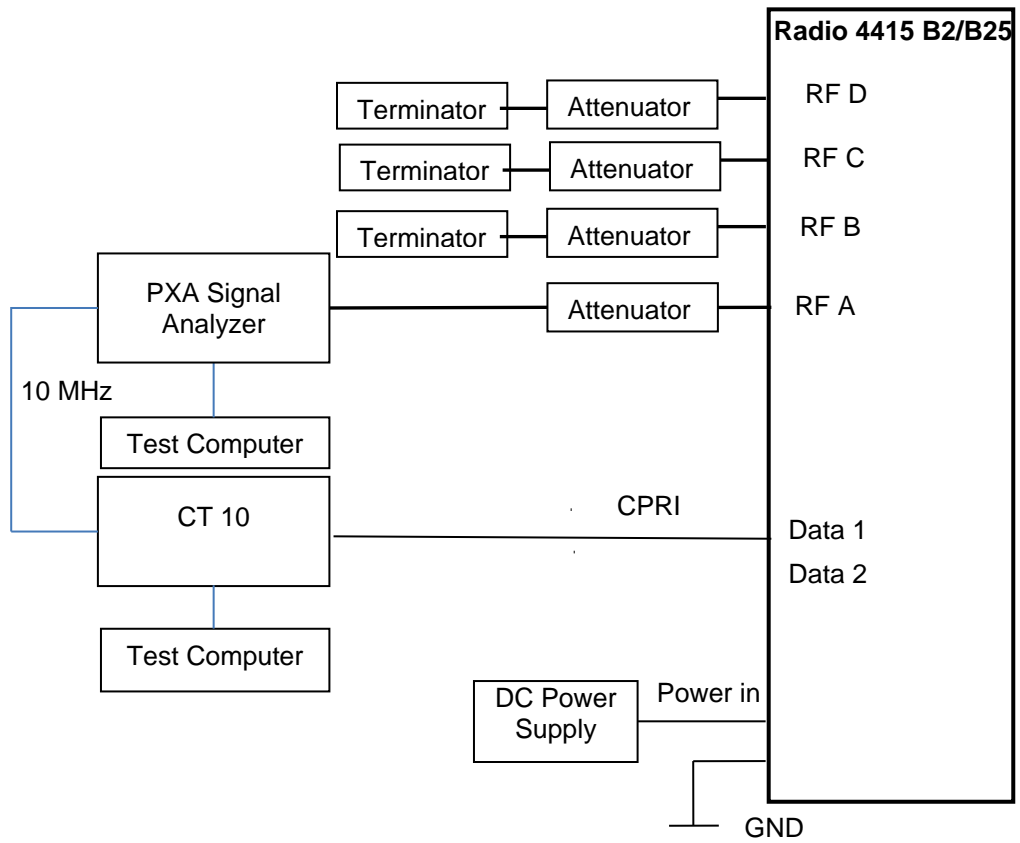 Radio 4415 B2/B25
Terminator
Attenuator
RF D
Terminator
Attenuator
RF C
Terminator
Attenuator
RF B
PXA Signal
Analyzer
Attenuator
RF A
10 MHz
Test Computer
CT 10
CPRI
Data 1
Data 2
Test Computer
DC Power
Supply
Power in
GND